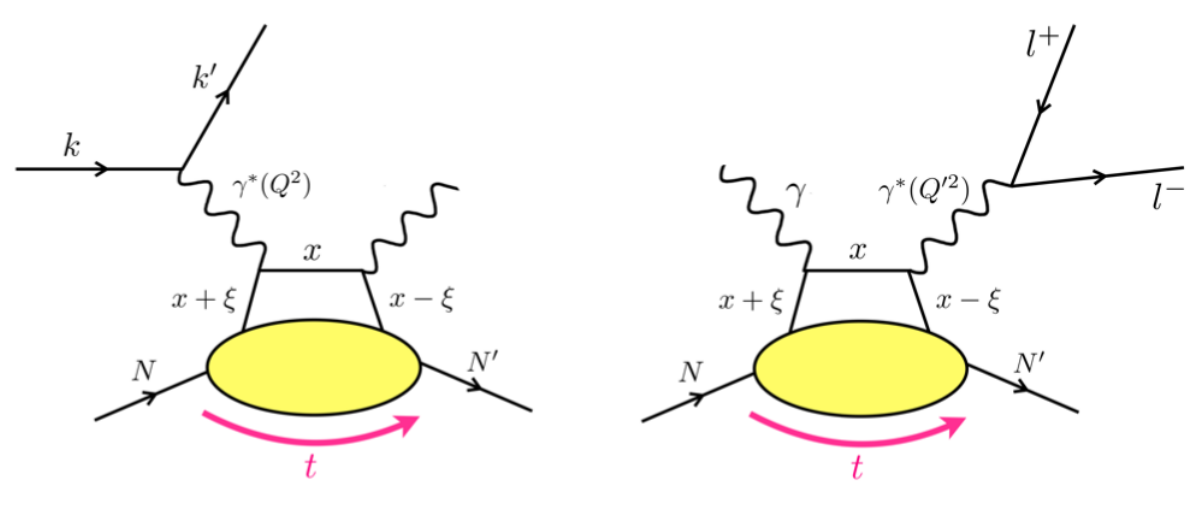 k'
k
γ*(Q²)
x
x + ξ
x − ξ
N
N'
t
l+
γ
γ*(Q'²)
l−
x
x + ξ
x − ξ
N
N'
t